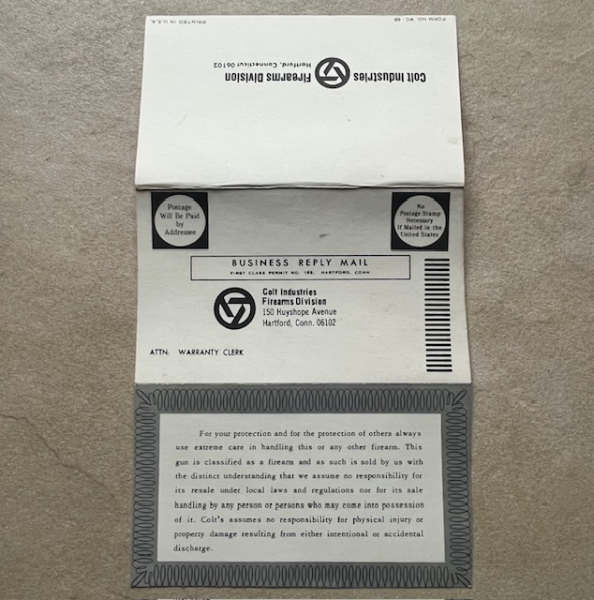 PRINTED IN U.S.A.
FORM NO. WC-68
Colt Industries
Firearms Division
Hartford, Connecticut 06102
Postage
Will Be Paid
by
Addressee
No
Postage Stamp
Necessary
If Mailed in the
United States
BUSINESS REPLY MAIL
FIRST CLASS PERMIT NO. 188, HARTFORD, CONN
Colt Industries
Firearms Division
150 Huyshope Avenue
Hartford, Conn. 06102
ATTN: WARRANTY CLERK
For your protection and for the protection of others always
use extreme care in handling this or any other firearm. This
gun is classified as a firearm and as such is sold by us with
the distinct understanding that we assume no responsibility for
its resale under local laws and regulations nor for its sale
handling by any person or persons who may come into possession
of it. Colt's assumes no responsibility for physical injury or
property damage resulting from either intentional or accidental
discharge.